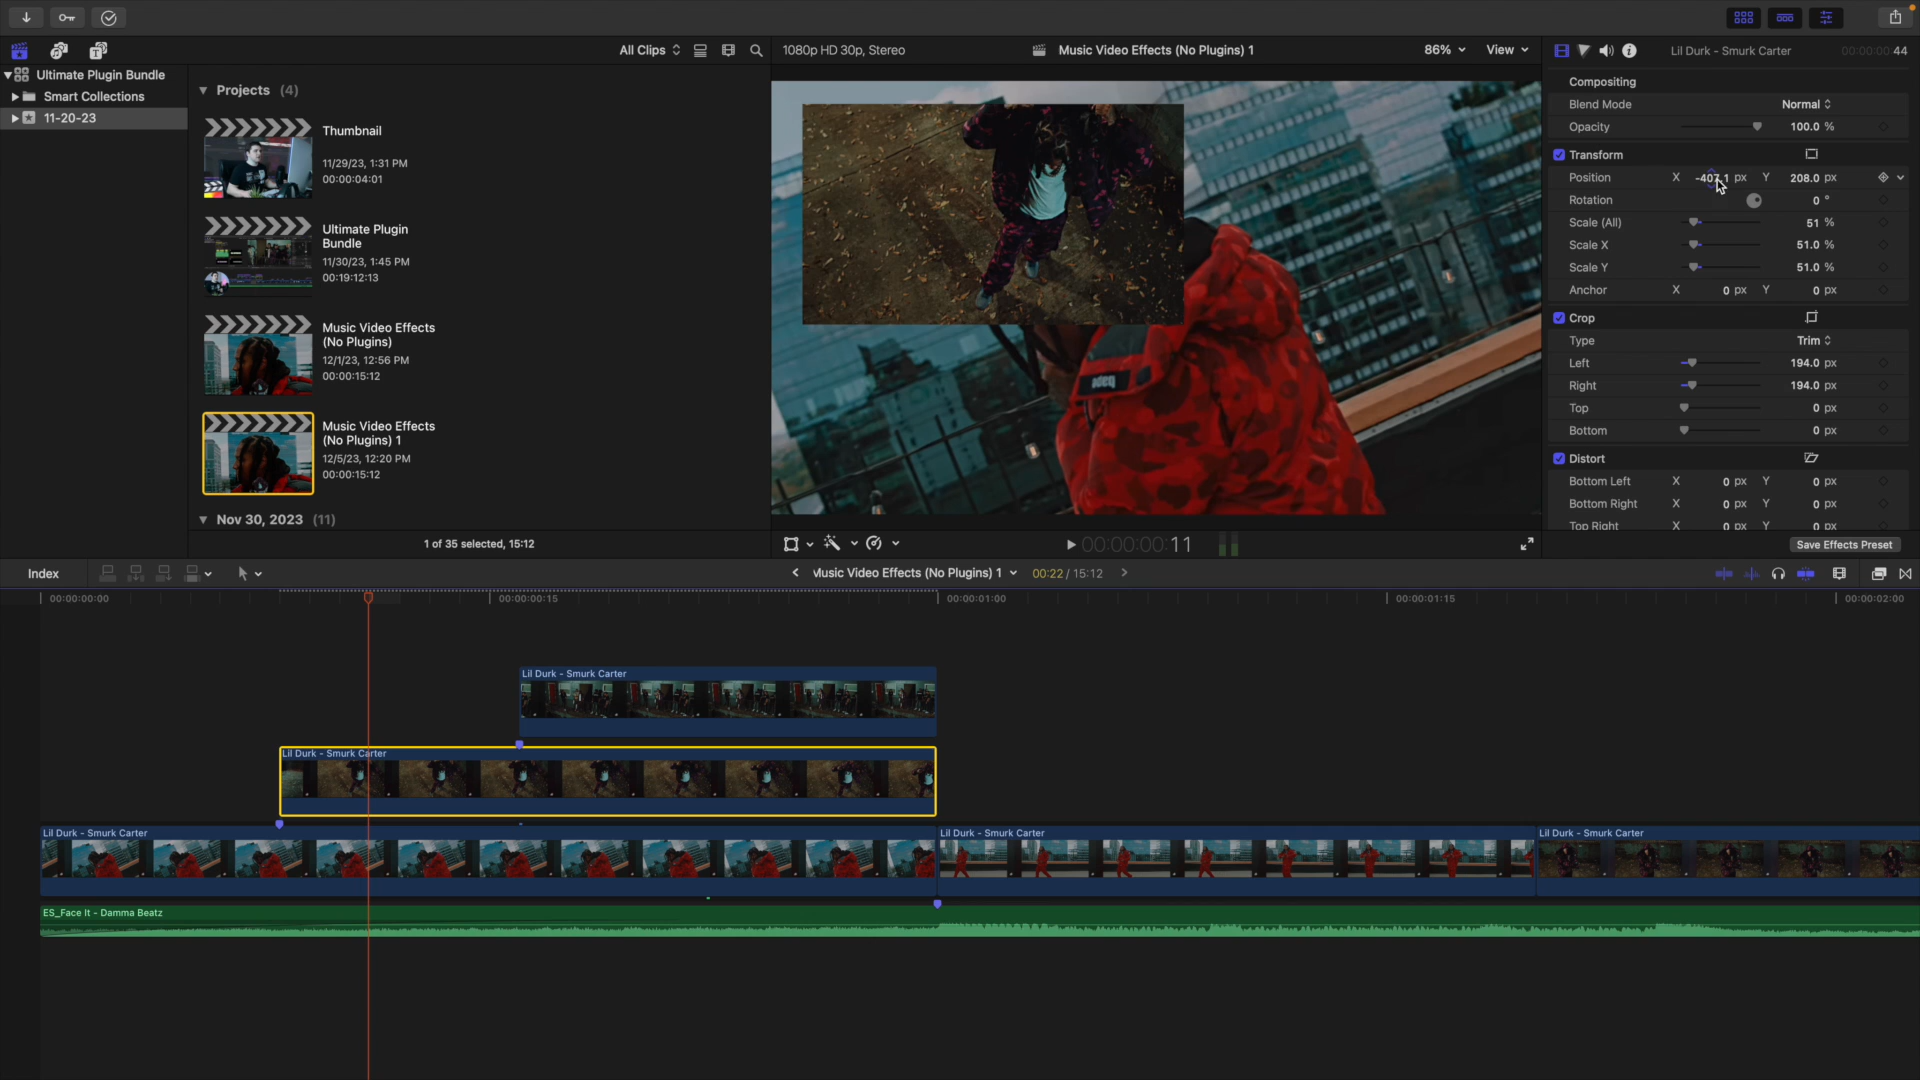 All Clips
1080p HD 30p, Stereo
Music Video Effects (No Plugins) 1
86%
View
Lil Durk - Smurk Carter
00:00:00:44
Ultimate Plugin Bundle
Smart Collections
11-20-23
Projects (4)
Thumbnail
11/29/23, 1:31 PM
00:00:04:01
Ultimate Plugin
Bundle
11/30/23, 1:45 PM
00:19:12:13
Music Video Effects
(No Plugins)
12/1/23, 12:56 PM
00:00:15:12
Music Video Effects
(No Plugins) 1
12/5/23, 12:20 PM
00:00:15:12
Nov 30, 2023 (11)
1 of 35 selected, 15:12
00:00:00:11
Compositing
Blend Mode Normal
Opacity 100.0 %
Transform
Position X -407.1 px Y 208.0 px
Rotation 0 °
Scale (All) 51 %
Scale X 51.0 %
Scale Y 51.0 %
Anchor X 0 px Y 0 px
Crop
Type Trim
Left 194.0 px
Right 194.0 px
Top 0 px
Bottom 0 px
Distort
Bottom Left X 0 px Y 0 px
Bottom Right X 0 px Y 0 px
Top Right X 0 px Y 0 px
Save Effects Preset
Index
Music Video Effects (No Plugins) 1
00:22 / 15:12
00:00:00:00
00:00:00:15
00:00:01:00
00:00:01:15
00:00:02:00
Lil Durk - Smurk Carter
Lil Durk - Smurk Carter
Lil Durk - Smurk Carter
Lil Durk - Smurk Carter
Lil Durk - Smurk Carter
ES_Face It - Damma Beatz